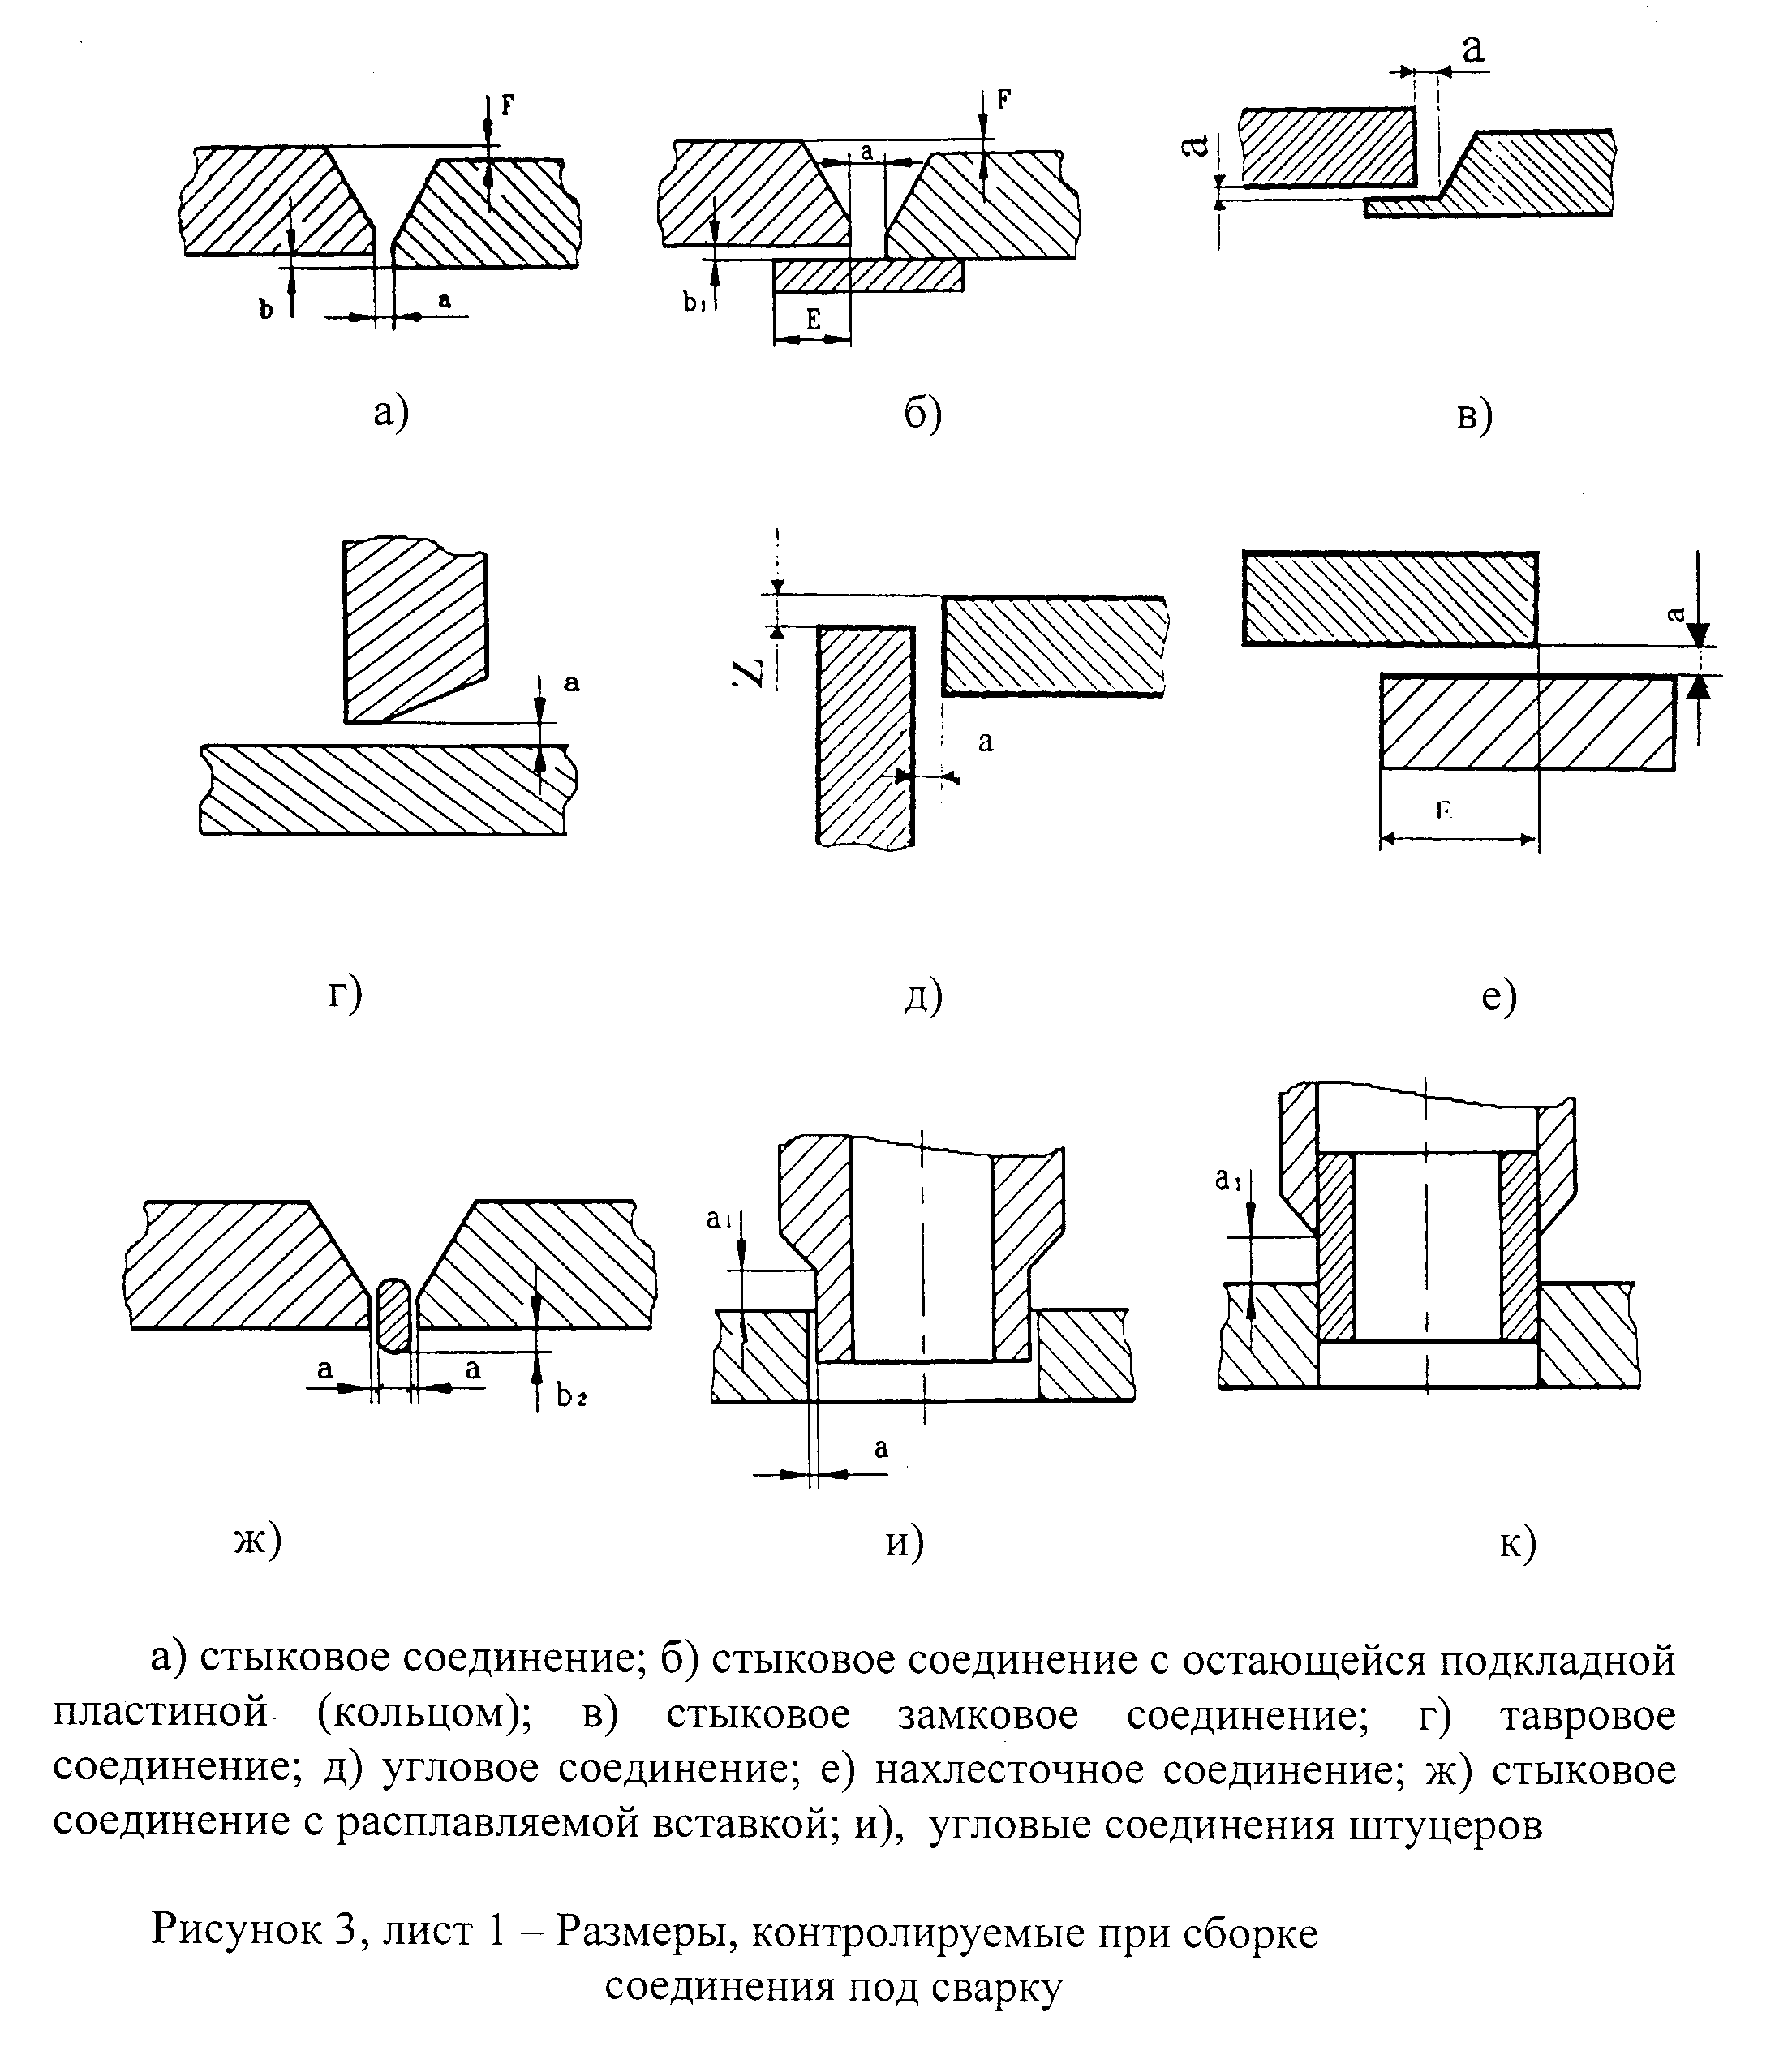 F
F
a
a
a
b
a
b₁
E
а)
б)
в)
a
a
a
a
E
г)
д)
е)
a₁
a₁
a
a
b₂
a
ж)
и)
к)
а) стыковое соединение; б) стыковое соединение с остающейся подкладной
пластиной (кольцом); в) стыковое замковое соединение; г) тавровое
соединение; д) угловое соединение; е) нахлесточное соединение; ж) стыковое
соединение с расплавляемой вставкой; и), угловые соединения штуцеров
Рисунок 3, лист 1 – Размеры, контролируемые при сборке
соединения под сварку